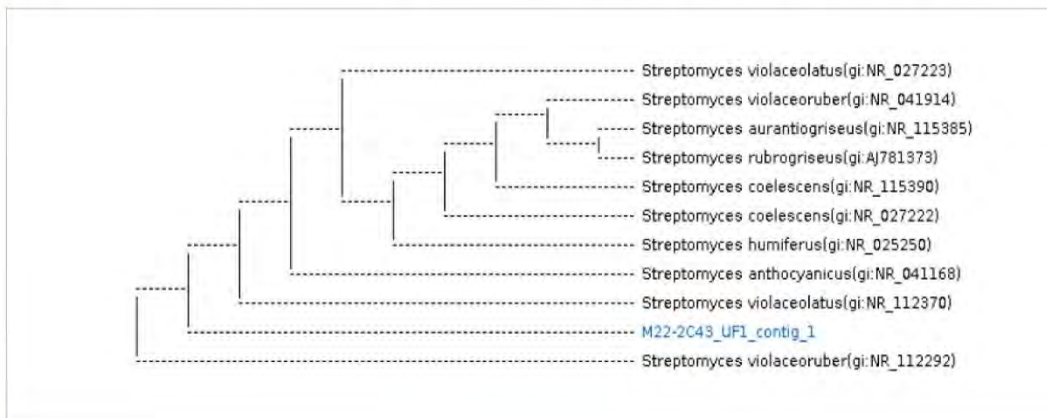 Streptomyces violaceolatus(gi:NR_027223)
Streptomyces violaceoruber(gi:NR_041914)
Streptomyces aurantiogriseus(gi:NR_115385)
Streptomyces rubrogriseus(gi:AJ781373)
Streptomyces coelescens(gi:NR_115390)
Streptomyces coelescens(gi:NR_027222)
Streptomyces humiferus(gi:NR_025250)
Streptomyces anthocyanicus(gi:NR_041168)
Streptomyces violaceolatus(gi:NR_112370)
M22-2C43_UF1_contig_1
Streptomyces violaceoruber(gi:NR_112292)